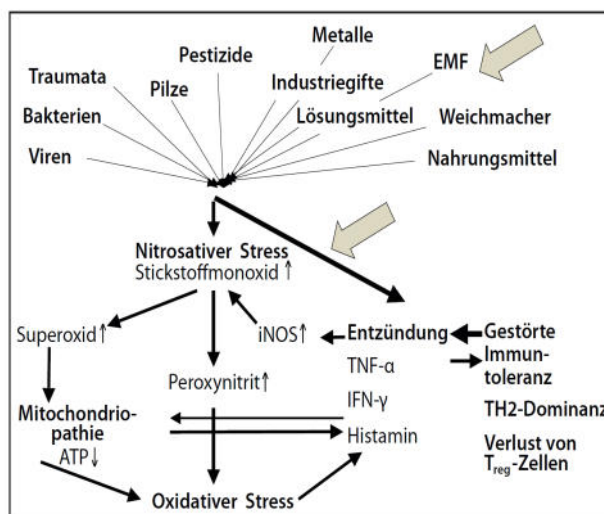 Metalle
Pestizide
EMF
Traumata
Industriegifte
Pilze
Bakterien
Lösungsmittel
Weichmacher
Viren
Nahrungsmittel
Nitrosativer Stress
Stickstoffmonoxid ↑
Superoxid↑
iNOS↑
Entzündung
Gestörte
Immun-
toleranz
TNF-α
Peroxynitrit↑
IFN-γ
TH2-Dominanz
Mitochondrio-
pathie
ATP↓
Histamin
Verlust von
Treg-Zellen
Oxidativer Stress